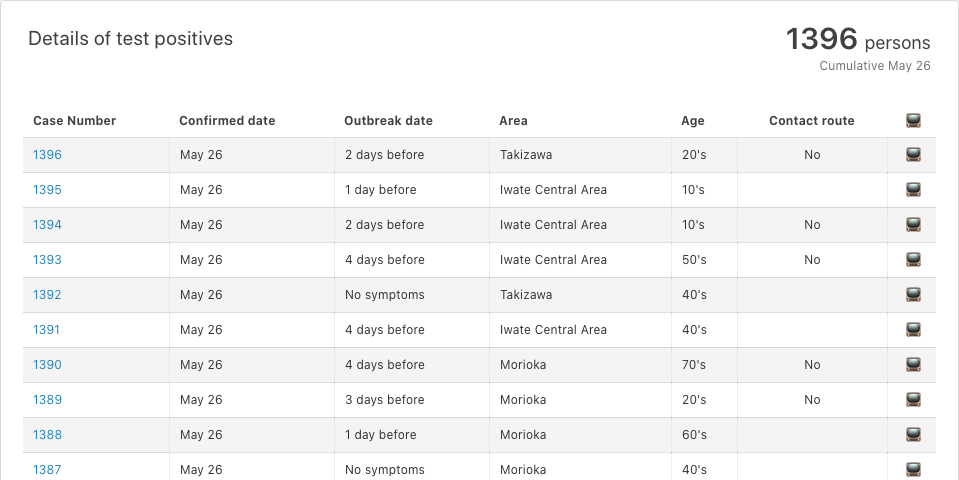 Details of test positives
1396 persons
Cumulative May 26
Case Number Confirmed date Outbreak date Area Age Contact route
1396 May 26 2 days before Takizawa 20's No
1395 May 26 1 day before Iwate Central Area 10's
1394 May 26 2 days before Iwate Central Area 10's No
1393 May 26 4 days before Iwate Central Area 50's No
1392 May 26 No symptoms Takizawa 40's
1391 May 26 4 days before Iwate Central Area 40's
1390 May 26 4 days before Morioka 70's No
1389 May 26 3 days before Morioka 20's No
1388 May 26 1 day before Morioka 60's
1387 May 26 No symptoms Morioka 40's